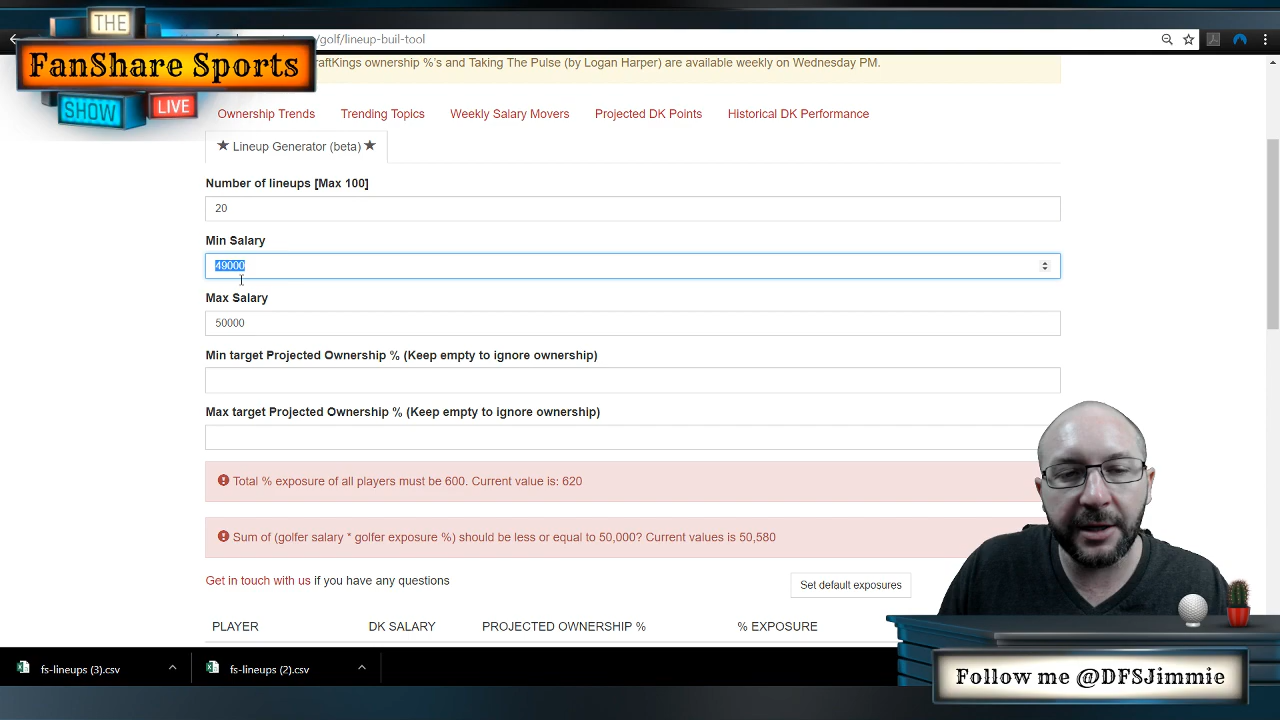 THE
FanShare Sports
SHOW
LIVE
/golf/lineup-buil-tool
raftKings ownership %'s and Taking The Pulse (by Logan Harper) are available weekly on Wednesday PM.
Ownership Trends
Trending Topics
Weekly Salary Movers
Projected DK Points
Historical DK Performance
★ Lineup Generator (beta) ★
Number of lineups [Max 100]
20
Min Salary
49000
Max Salary
50000
Min target Projected Ownership % (Keep empty to ignore ownership)
Max target Projected Ownership % (Keep empty to ignore ownership)
Total % exposure of all players must be 600. Current value is: 620
Sum of (golfer salary * golfer exposure %) should be less or equal to 50,000? Current values is 50,580
Get in touch with us if you have any questions
Set default exposures
PLAYER
DK SALARY
PROJECTED OWNERSHIP %
% EXPOSURE
fs-lineups (3).csv
fs-lineups (2).csv
Follow me @DFSJimmie